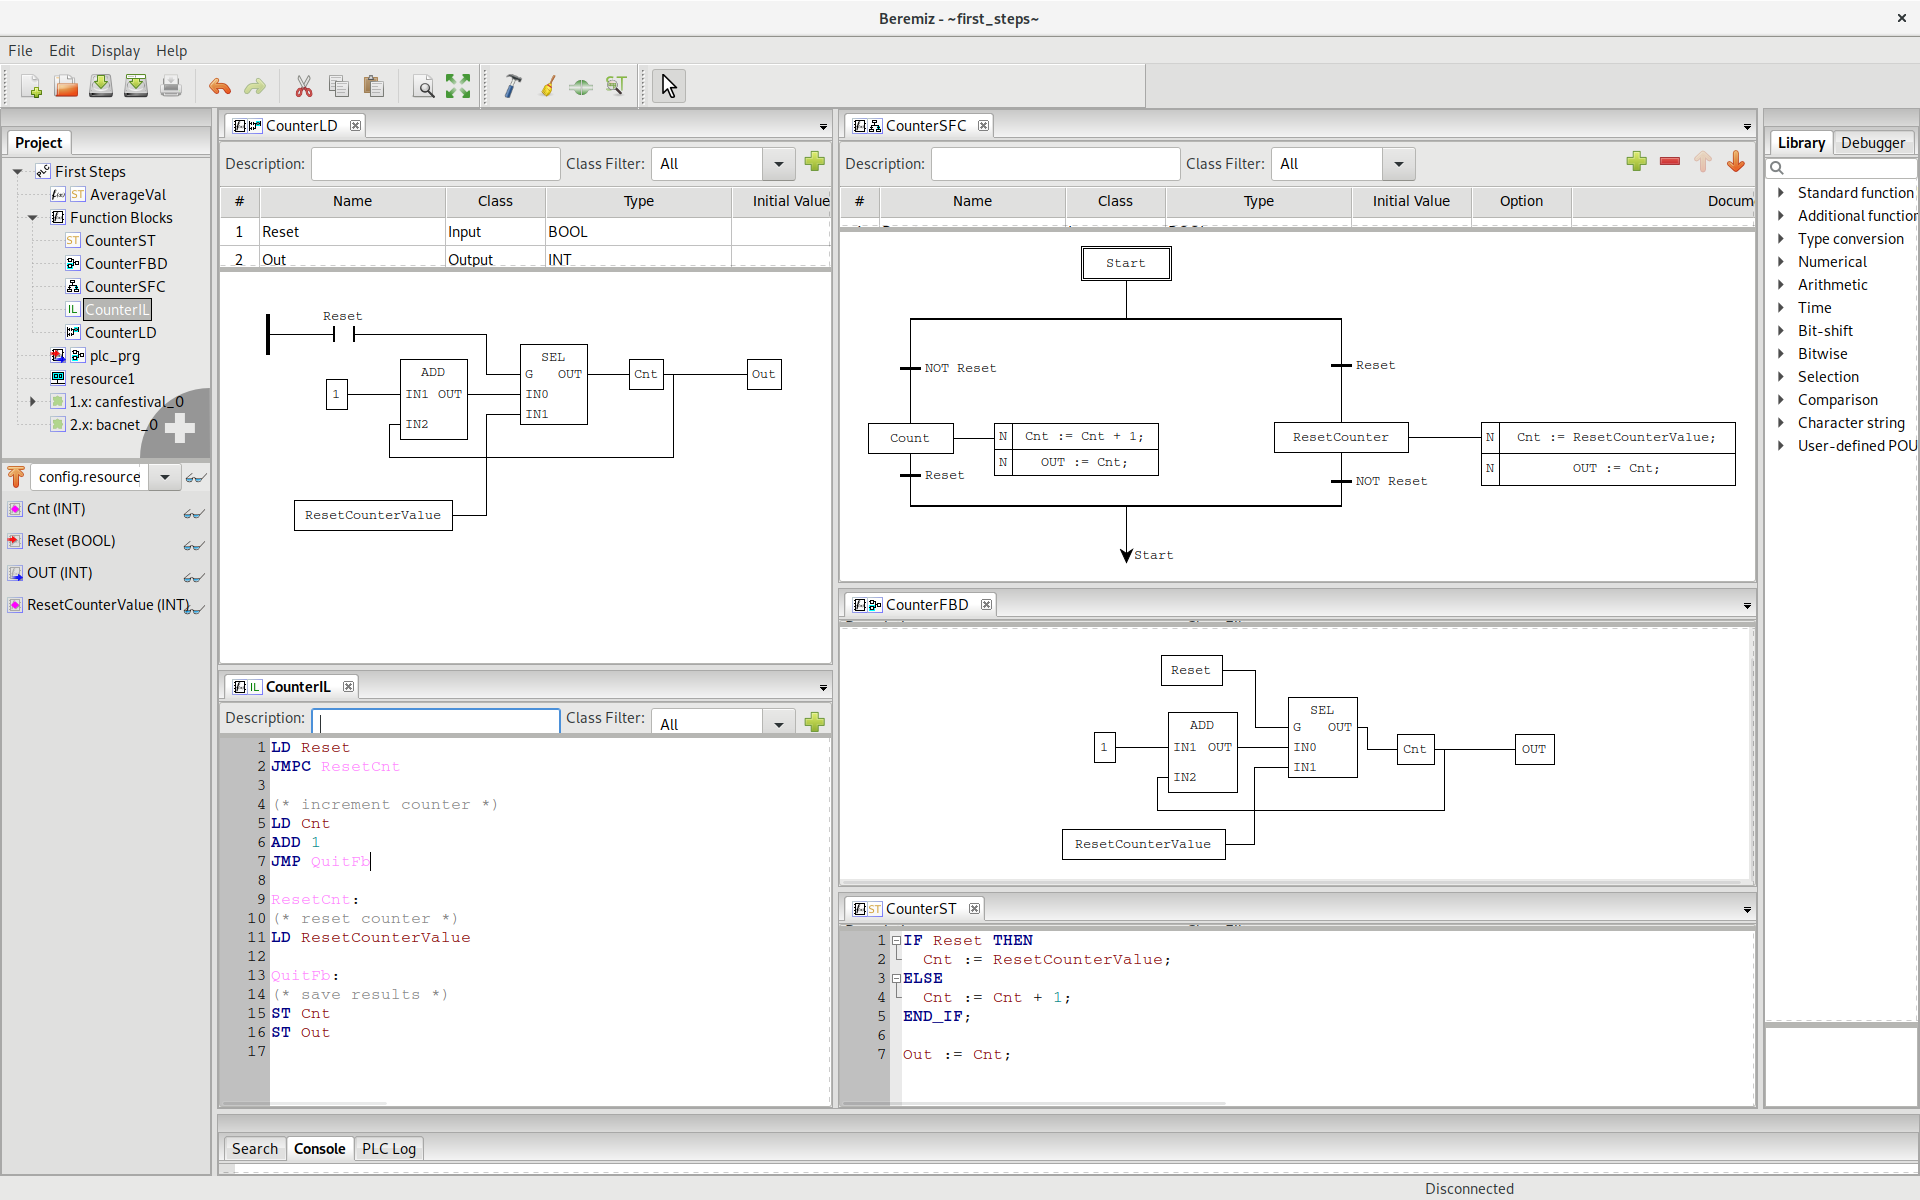 Beremiz - ~first_steps~
File Edit Display Help
Project
First Steps
AverageVal
Function Blocks
CounterST
CounterFBD
CounterSFC
IL CounterIL
CounterLD
plc_prg
resource1
1.x: canfestival_0
2.x: bacnet_0
config.resource
Cnt (INT)
Reset (BOOL)
OUT (INT)
ResetCounterValue (INT)
CounterLD
Description: Class Filter: All
# Name Class Type Initial Value
1 Reset Input BOOL
2 Out Output INT
Reset
ADD
IN1 OUT
IN2
1
SEL
G OUT
IN0
IN1
Cnt
Out
ResetCounterValue
IL CounterIL
Description: Class Filter: All
1 LD Reset
2 JMPC ResetCnt
3
4 (* increment counter *)
5 LD Cnt
6 ADD 1
7 JMP QuitFb
8
9 ResetCnt:
10 (* reset counter *)
11 LD ResetCounterValue
12
13 QuitFb:
14 (* save results *)
15 ST Cnt
16 ST Out
17
CounterSFC
Description: Class Filter: All
# Name Class Type Initial Value Option Docum
Start
NOT Reset
Reset
Count
N Cnt := Cnt + 1;
N OUT := Cnt;
ResetCounter
N Cnt := ResetCounterValue;
N OUT := Cnt;
Reset
NOT Reset
Start
CounterFBD
Reset
ADD
IN1 OUT
IN2
1
SEL
G OUT
IN0
IN1
Cnt
OUT
ResetCounterValue
ST CounterST
1 IF Reset THEN
2 Cnt := ResetCounterValue;
3 ELSE
4 Cnt := Cnt + 1;
5 END_IF;
6
7 Out := Cnt;
Library Debugger
Standard function
Additional function
Type conversion
Numerical
Arithmetic
Time
Bit-shift
Bitwise
Selection
Comparison
Character string
User-defined POU
Search Console PLC Log
Disconnected